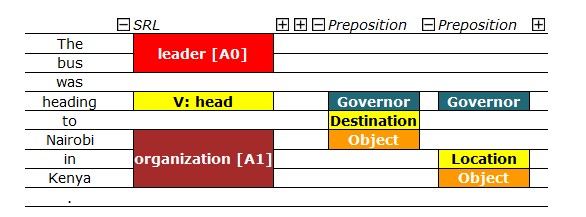 SRL Preposition Preposition
The leader [A0]
bus
was
heading V: head Governor Governor
to Destination
Nairobi organization [A1] Object
in Location
Kenya Object
.